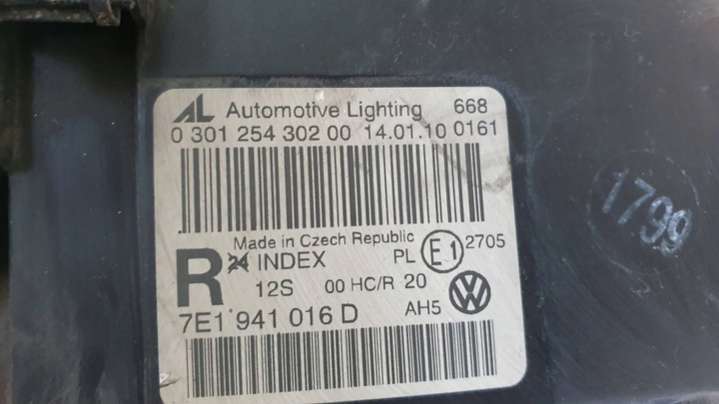 AL Automotive Lighting 668
0 301 254 302 00 14.01.10 0161
Made in Czech Republic
R 24 INDEX PL E1 2705
12S 00 HC/R 20
7E1 941 016 D AH5
1799